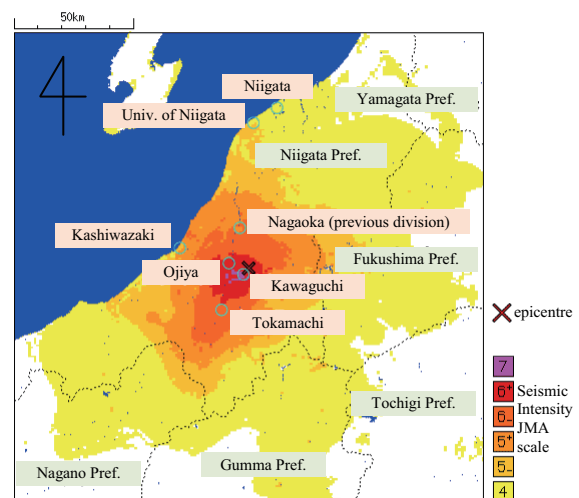 50km
Niigata
Yamagata Pref.
Univ. of Niigata
Niigata Pref.
Nagaoka (previous division)
Kashiwazaki
Fukushima Pref.
Ojiya
Kawaguchi
epicentre
Tokamachi
7
6+ Seismic
6- Intensity
JMA
5+ scale
5-
4
Tochigi Pref.
Gumma Pref.
Nagano Pref.